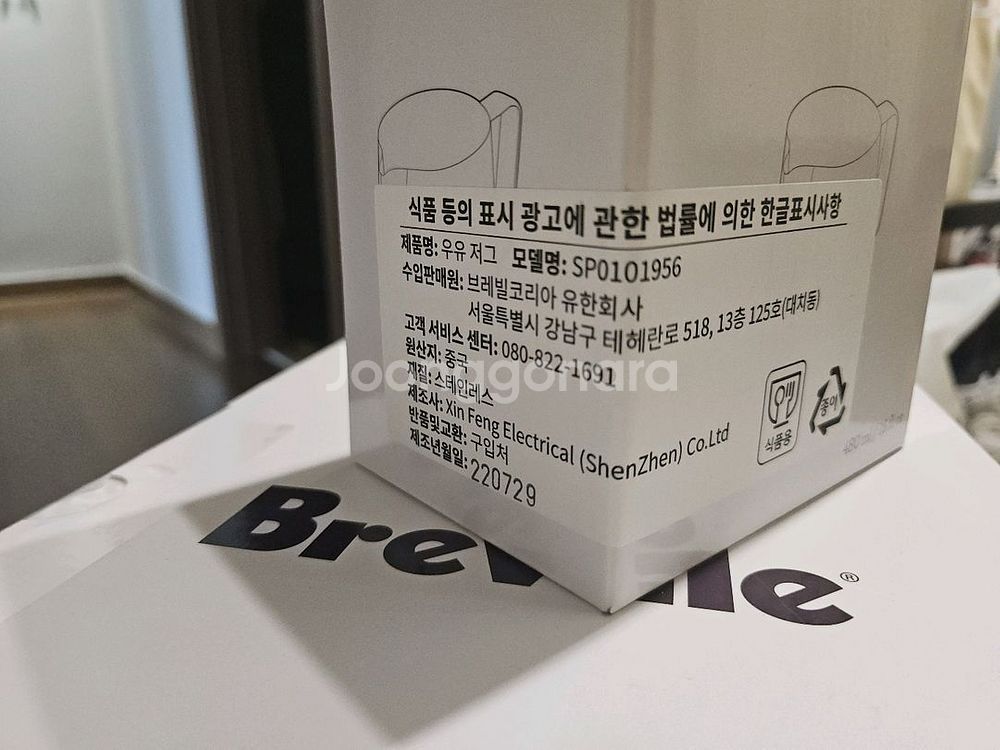 식품 등의 표시 광고에 관한 법률에 의한 한글표시사항
제품명: 우유 저그 모델명: SP0101956
수입판매원: 브레빌코리아 유한회사
서울특별시 강남구 테헤란로 518, 13층 125호(대치동)
고객 서비스 센터: 080-822-1691
원산지: 중국
재질: 스테인레스
제조사: Xin Feng Electrical (ShenZhen) Co.Ltd
반품및교환: 구입처
제조년월일: 220729
식품용
종이
Joonggonara
Breville®